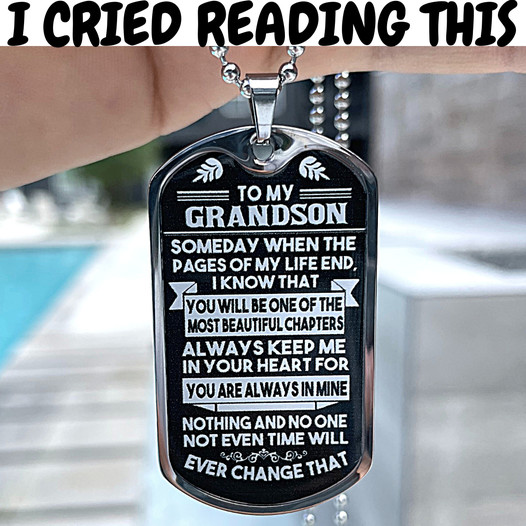 I CRIED READING THIS
TO MY
GRANDSON
SOMEDAY WHEN THE
PAGES OF MY LIFE END,
I KNOW THAT
YOU WILL BE ONE OF THE
MOST BEAUTIFUL CHAPTERS
ALWAYS KEEP ME
IN YOUR HEART FOR
YOU ARE ALWAYS IN MINE
NOTHING AND NO ONE
NOT EVEN TIME WILL
EVER CHANGE THAT